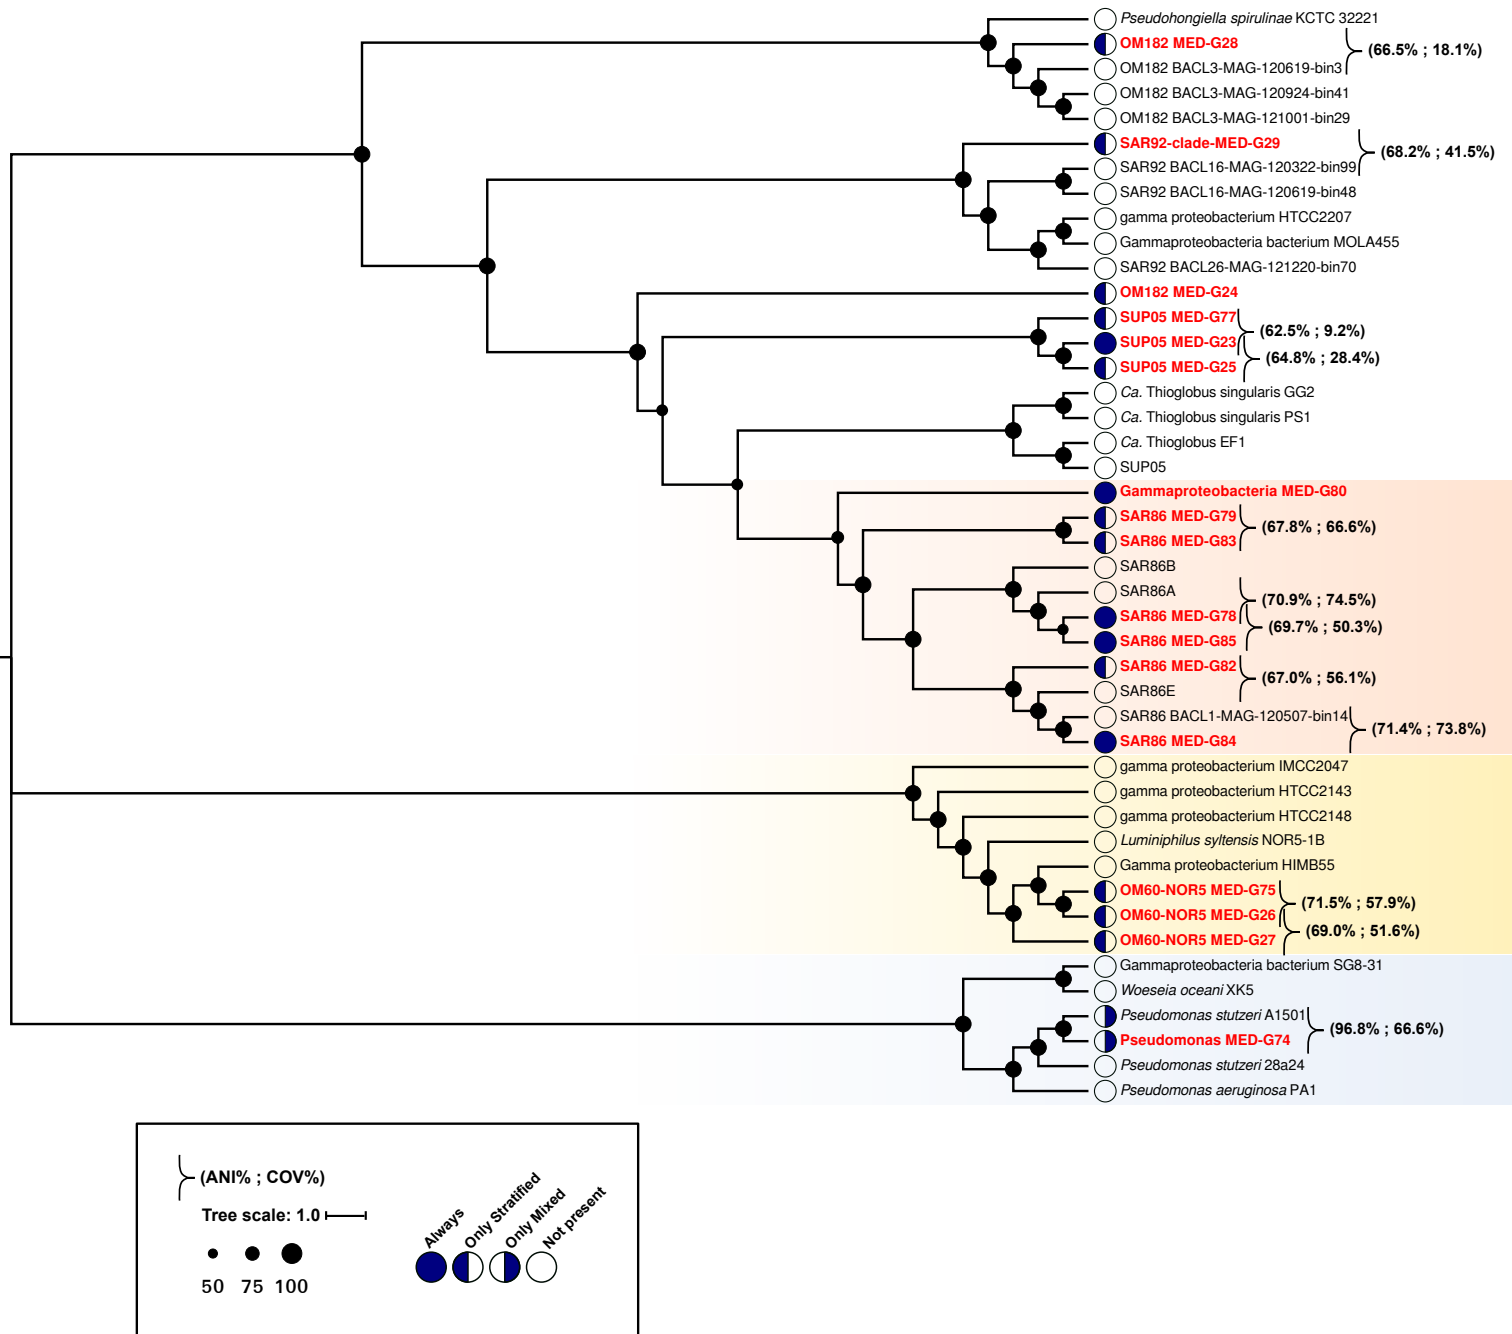 Pseudohongiella spirulinae KCTC 32221
OM182 MED-G28
(66.5% ; 18.1%)
OM182 BACL3-MAG-120619-bin3
OM182 BACL3-MAG-120924-bin41
OM182 BACL3-MAG-121001-bin29
SAR92-clade-MED-G29
(68.2% ; 41.5%)
SAR92 BACL16-MAG-120322-bin99
SAR92 BACL16-MAG-120619-bin48
gamma proteobacterium HTCC2207
Gammaproteobacteria bacterium MOLA455
SAR92 BACL26-MAG-121220-bin70
OM182 MED-G24
SUP05 MED-G77
(62.5% ; 9.2%)
SUP05 MED-G23
(64.8% ; 28.4%)
SUP05 MED-G25
Ca. Thioglobus singularis GG2
Ca. Thioglobus singularis PS1
Ca. Thioglobus EF1
SUP05
Gammaproteobacteria MED-G80
SAR86 MED-G79
(67.8% ; 66.6%)
SAR86 MED-G83
SAR86B
SAR86A
(70.9% ; 74.5%)
SAR86 MED-G78
(69.7% ; 50.3%)
SAR86 MED-G85
SAR86 MED-G82
(67.0% ; 56.1%)
SAR86E
SAR86 BACL1-MAG-120507-bin14
(71.4% ; 73.8%)
SAR86 MED-G84
gamma proteobacterium IMCC2047
gamma proteobacterium HTCC2143
gamma proteobacterium HTCC2148
Luminiphilus syltensis NOR5-1B
Gamma proteobacterium HIMB55
OM60-NOR5 MED-G75
(71.5% ; 57.9%)
OM60-NOR5 MED-G26
(69.0% ; 51.6%)
OM60-NOR5 MED-G27
Gammaproteobacteria bacterium SG8-31
Woeseia oceani XK5
Pseudomonas stutzeri A1501
(96.8% ; 66.6%)
Pseudomonas MED-G74
Pseudomonas stutzeri 28a24
Pseudomonas aeruginosa PA1
(ANI% ; COV%)
Tree scale: 1.0
50 75 100
Always
Only Stratified
Only Mixed
Not present